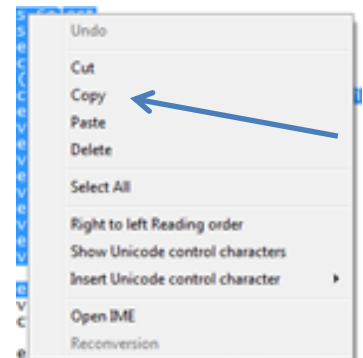 Undo
Cut
Copy
Paste
Delete
Select All
Right to left Reading order
Show Unicode control characters
Insert Unicode control character
Open IME
Reconversion